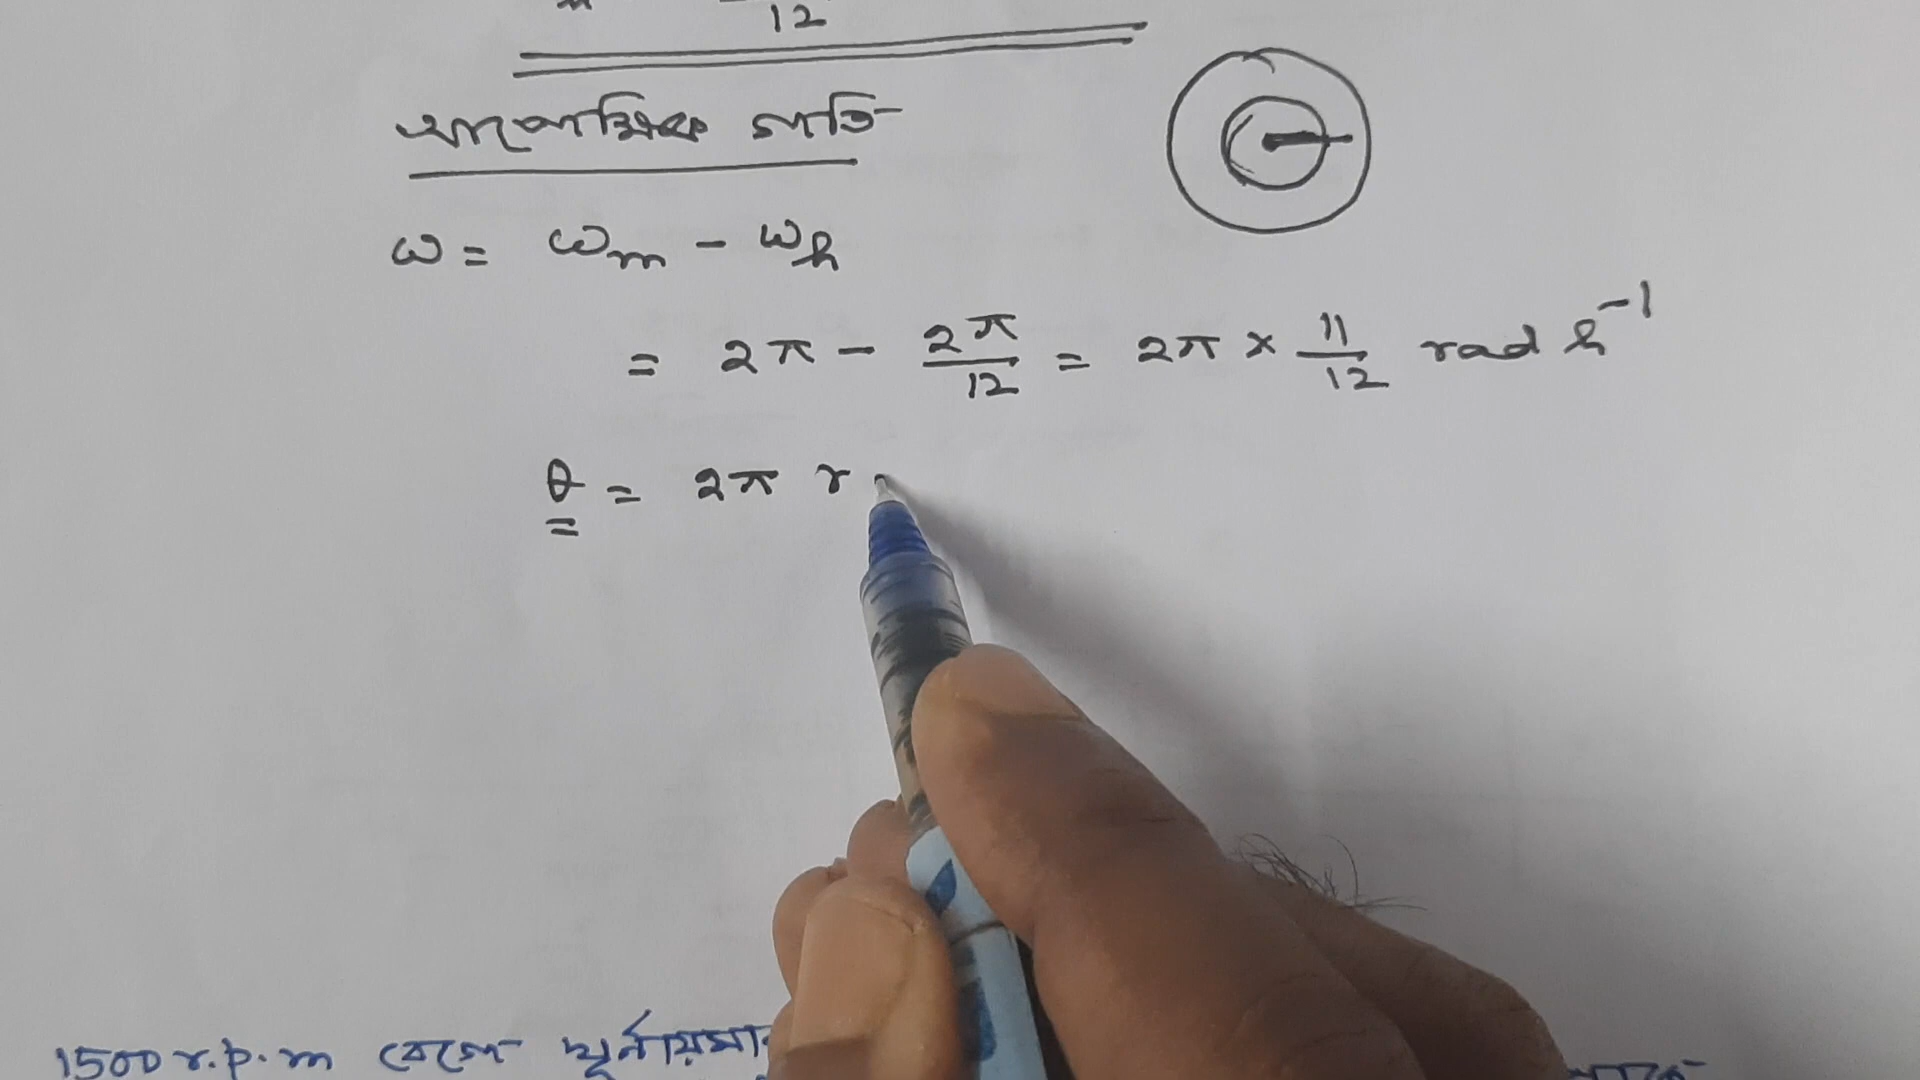 12
আপেক্ষিক গতি
ω = ωm - ωh
= 2π - 2π/12 = 2π × 11/12 rad h⁻¹
θ = 2π r
1500 r.p.m বেগে ঘূর্ণায়মান